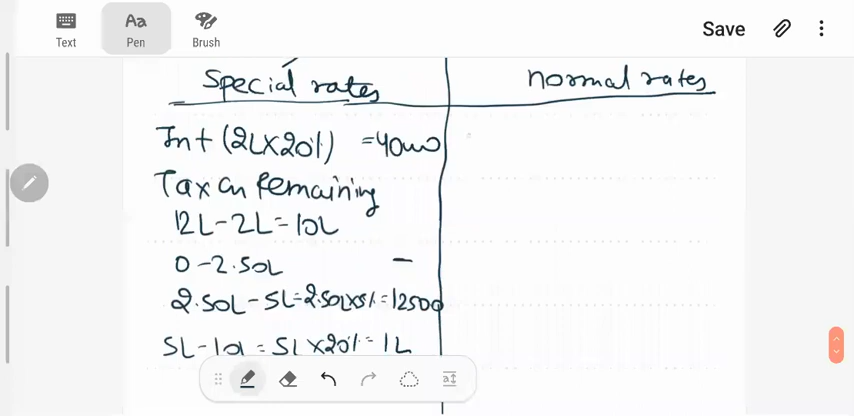 Text
Pen
Brush
Save
Special rates
normal rates
Int (2L×20%) =40000
Tax on Remaining
12L-2L=10L
0-2.50L —
2.50L-5L=2.50L×5%=12500
5L-10L=5L×20%=1L